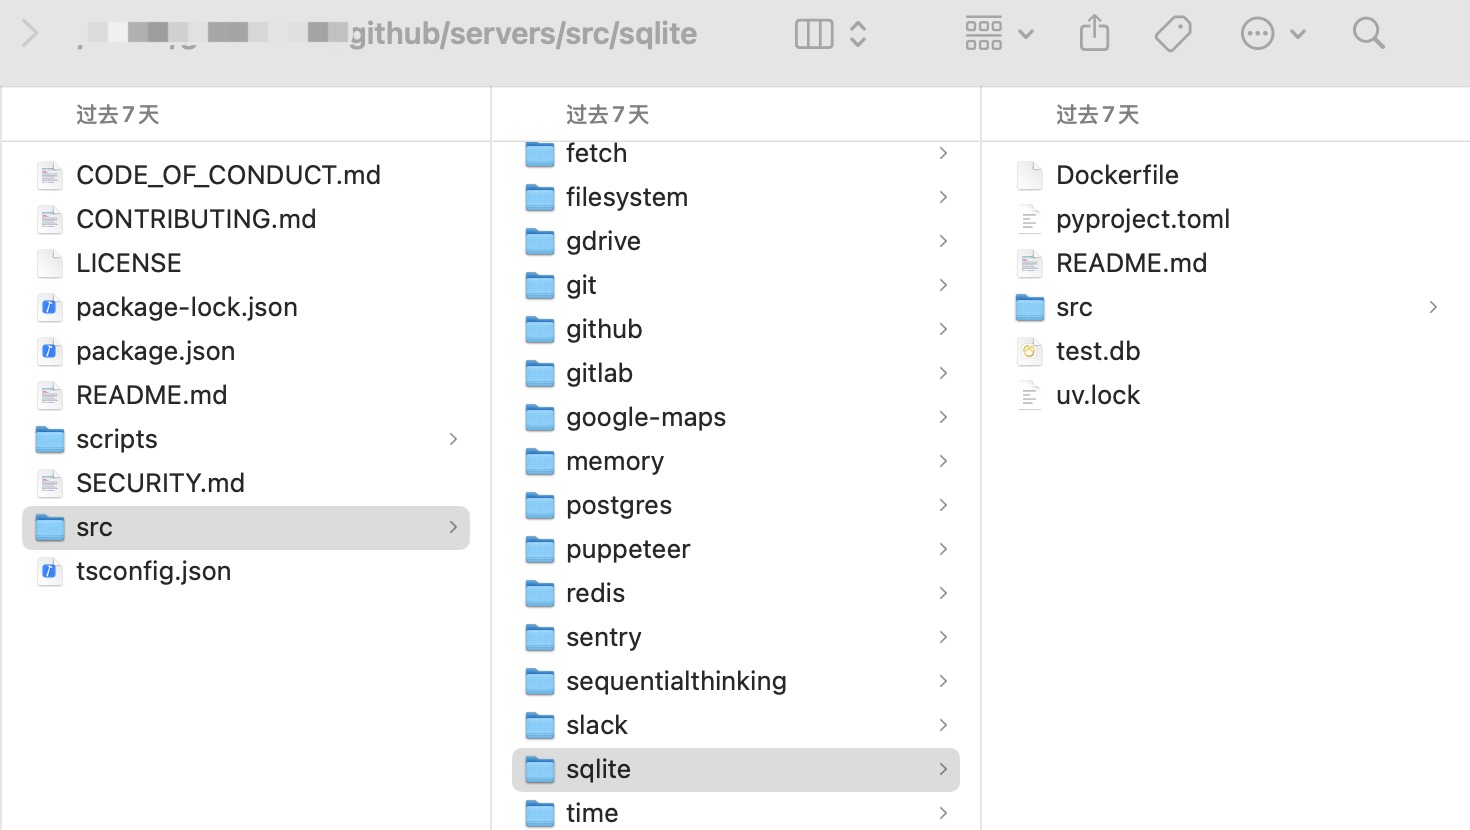 github/servers/src/sqlite
过去 7 天
CODE_OF_CONDUCT.md
CONTRIBUTING.md
LICENSE
package-lock.json
package.json
README.md
scripts
SECURITY.md
src
tsconfig.json
过去 7 天
fetch
filesystem
gdrive
git
github
gitlab
google-maps
memory
postgres
puppeteer
redis
sentry
sequentialthinking
slack
sqlite
time
过去 7 天
Dockerfile
pyproject.toml
README.md
src
test.db
uv.lock